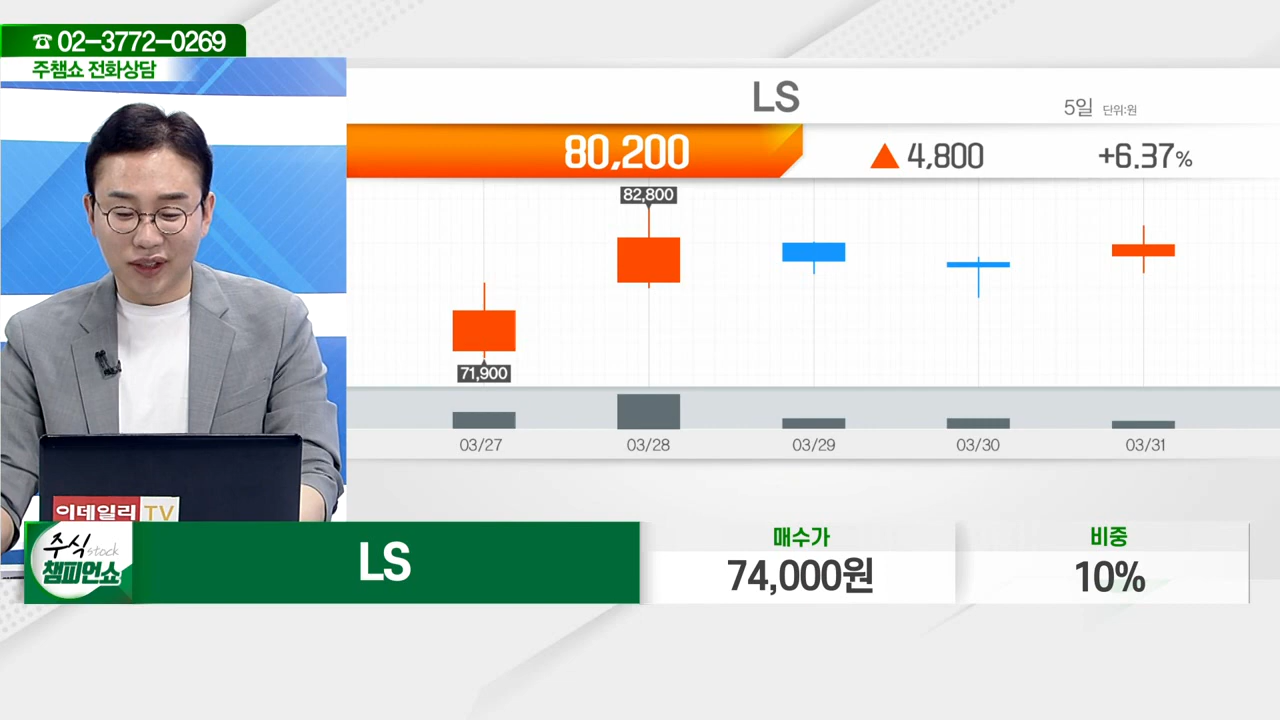 ☎ 02-3772-0269
주챔쇼 전화상담
LS
5일 단위:원
80,200
▲ 4,800
+6.37%
82,800
71,900
03/27
03/28
03/29
03/30
03/31
이데일리 TV
주식 stock
챔피언쇼
LS
매수가
74,000원
비중
10%